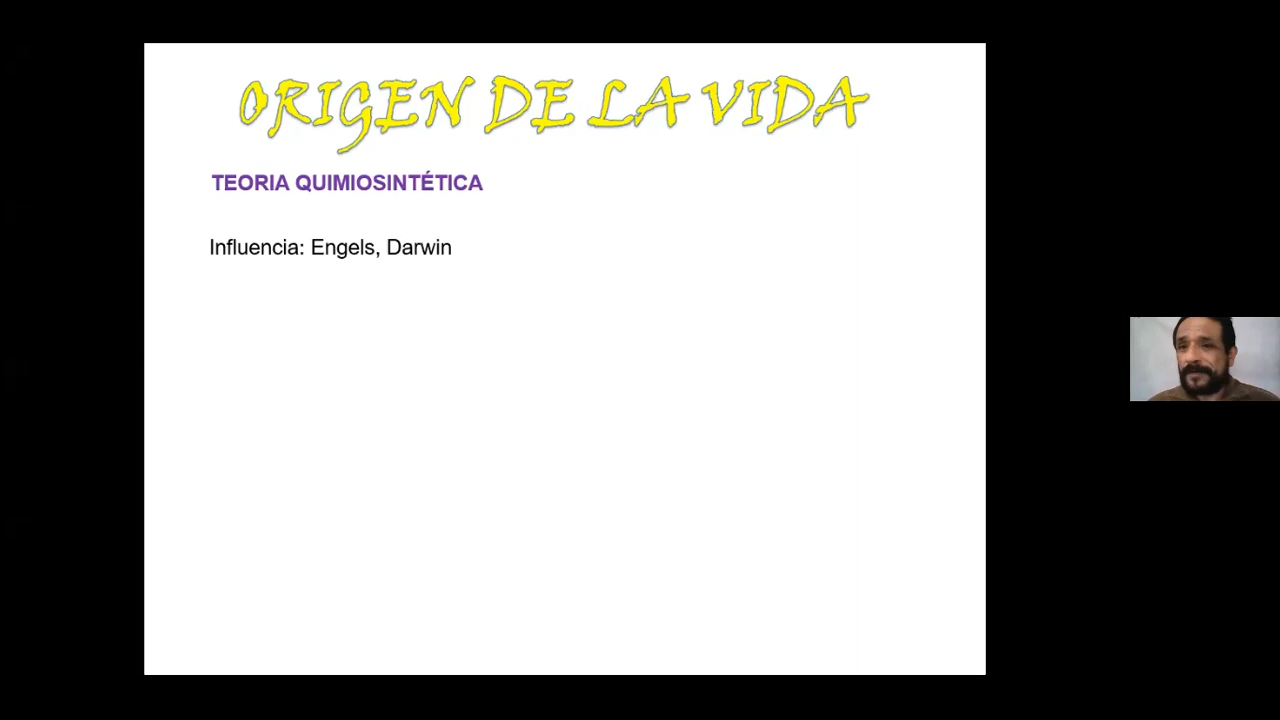 ORIGEN DE LA VIDA
TEORIA QUIMIOSINTÉTICA
Influencia: Engels, Darwin